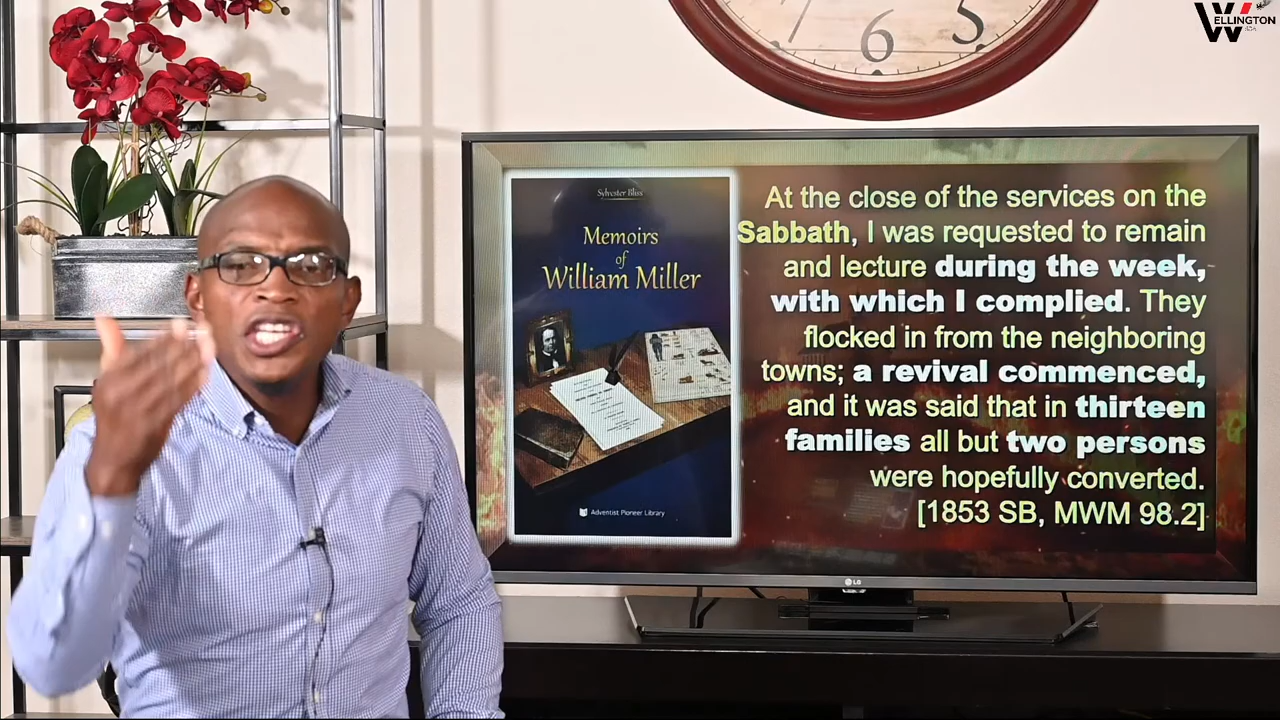 WELLINGTON
6
5
7
Sylvester Bliss
Memoirs
of
William Miller
Adventist Pioneer Library
At the close of the services on the
Sabbath, I was requested to remain
and lecture during the week,
with which I complied. They
flocked in from the neighboring
towns; a revival commenced,
and it was said that in thirteen
families all but two persons
were hopefully converted.
[1853 SB, MWM 98.2]
LG